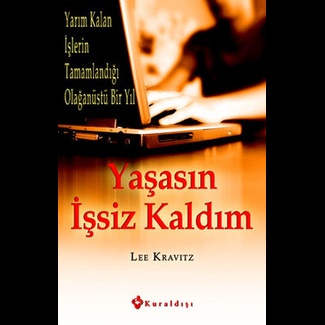 Yarım Kalan
İşlerin
Tamamlandığı
Olağanüstü Bir Yıl
Yaşasın
İşsiz Kaldım
LEE KRAVITZ
Kuraldışı